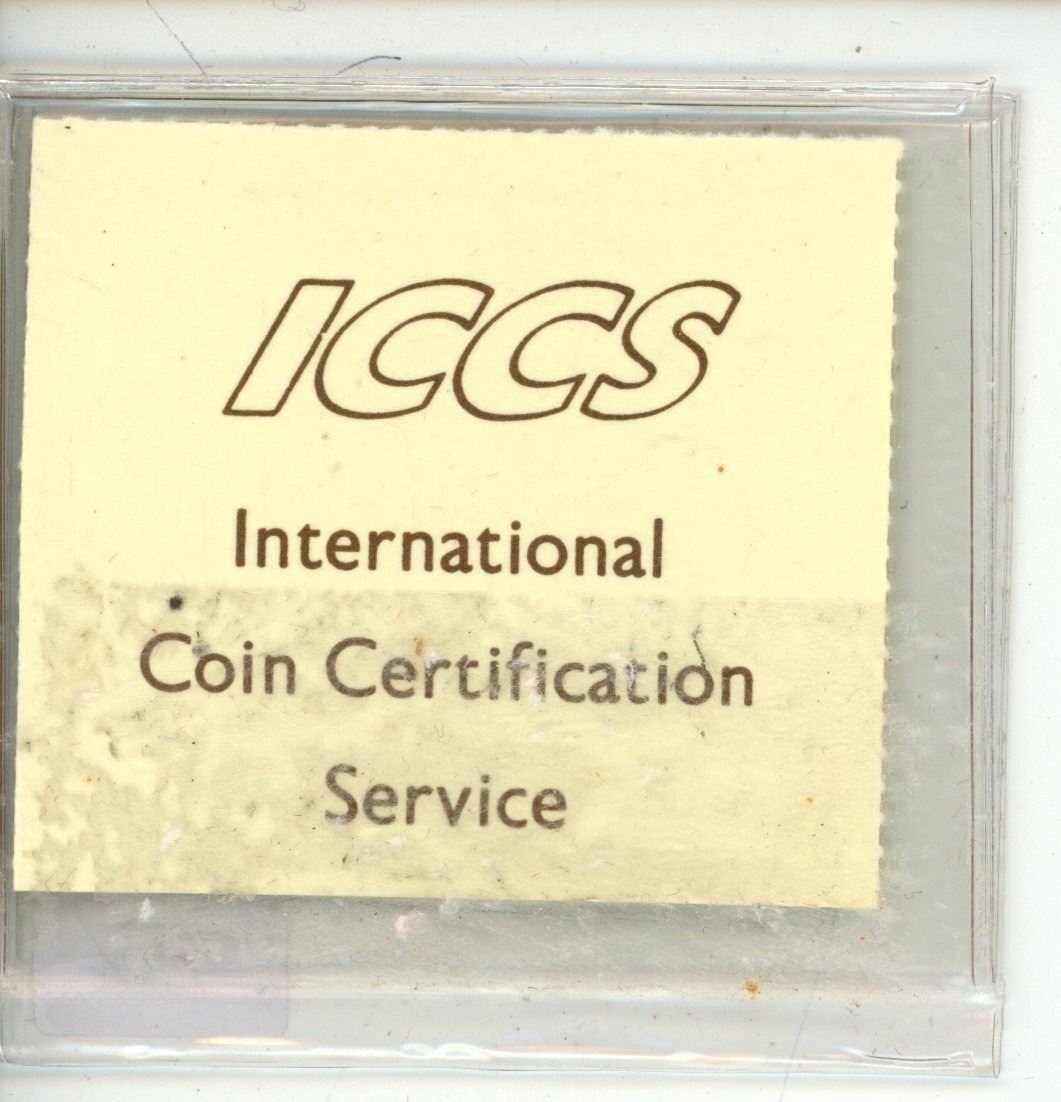 ICCS
International
Coin Certification
Service